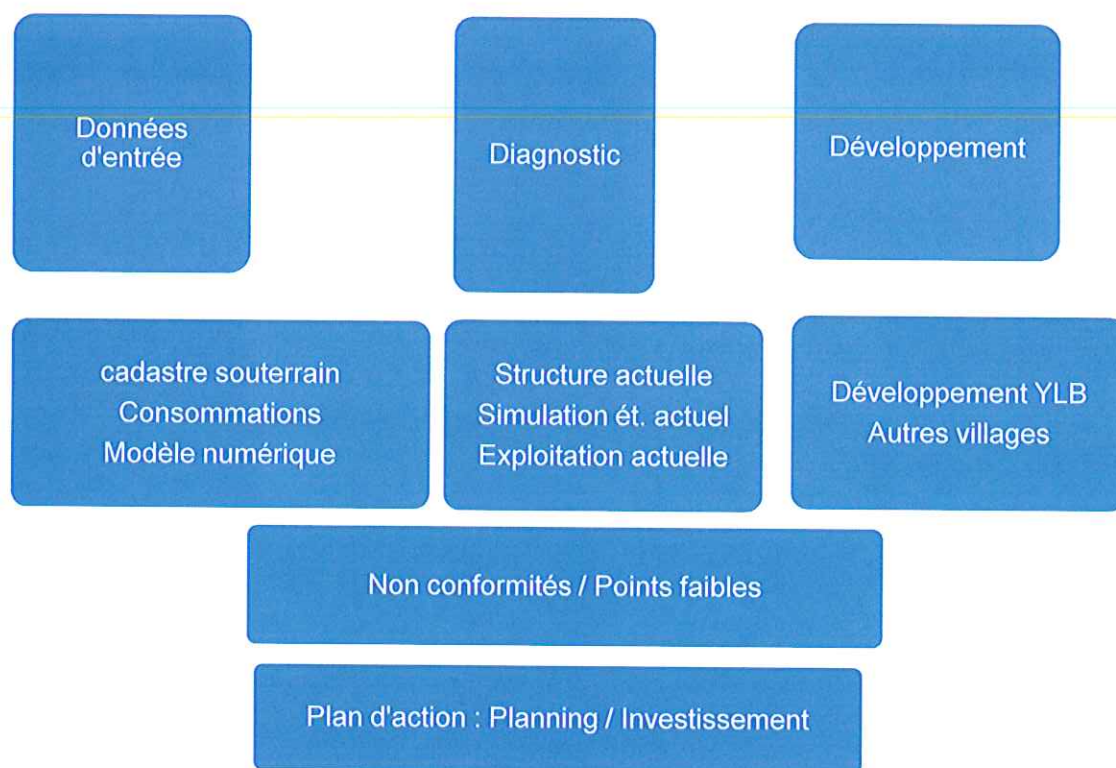 Données
d'entrée
Diagnostic
Développement
cadastre souterrain
Consommations
Modèle numérique
Structure actuelle
Simulation ét. actuel
Exploitation actuelle
Développement YLB
Autres villages
Non conformités / Points faibles
Plan d'action : Planning / Investissement